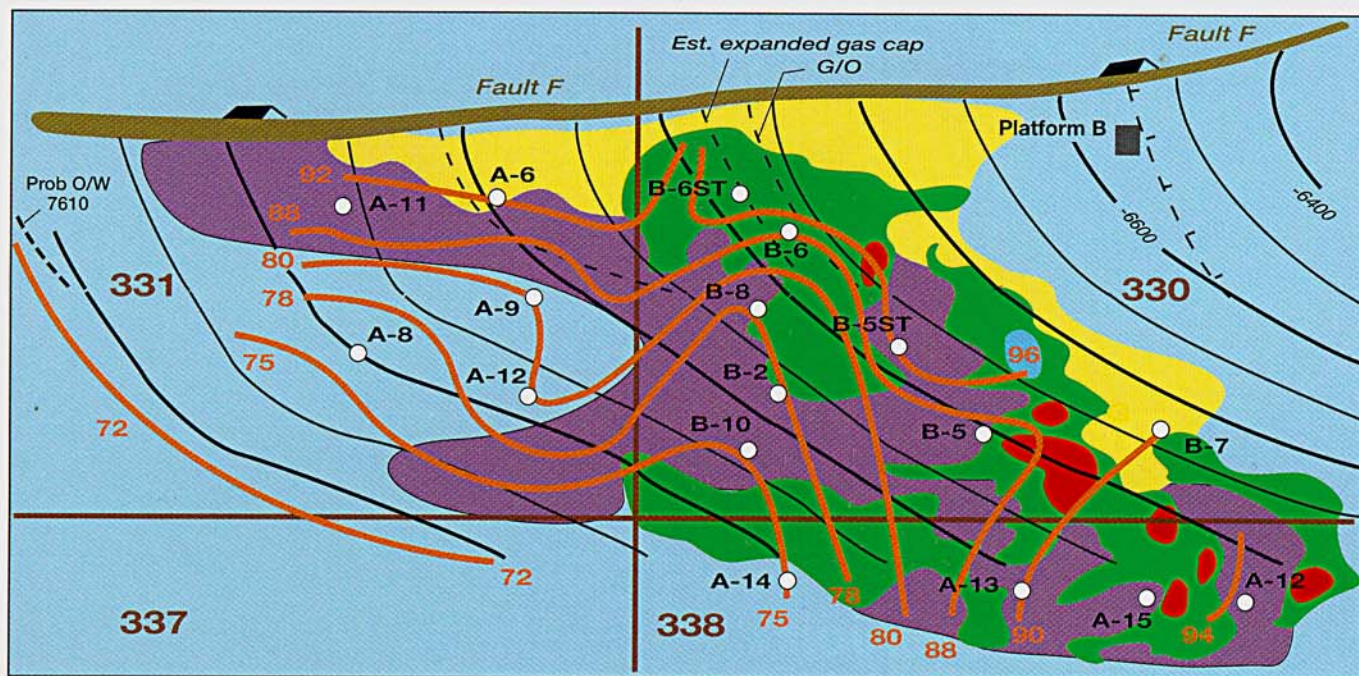 Fault F
Est. expanded gas cap
G/O
Fault F
Platform B
Prob O/W
7610
92
A-6
B-6ST
A-11
-6600
-6400
88
B-6
80
331
330
78
A-9
B-8
B-5ST
A-8
75
96
A-12
B-2
72
B-10
B-5
B-7
72
A-14
78
A-13
A-12
337
338
75
80
88
90
A-15
94